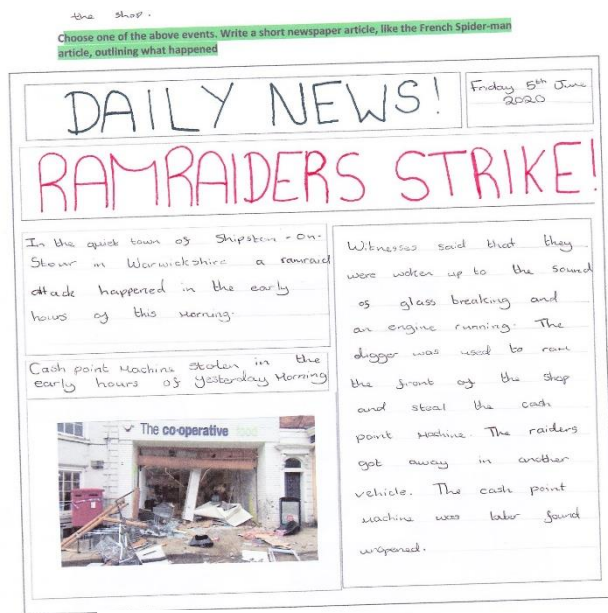 the shop.
Choose one of the above events. Write a short newspaper article, like the French Spider-man
article, outlining what happened
DAILY NEWS!
Friday 5th June
2020
RAMRAIDERS STRIKE!
In the quick town of Shipston-On-
Stour in Warwickshire a ramraid
attack happened in the early
hours of this Morning.
Cash point Machine stolen in the
early hours of yesterday Morning
The co-operative food
Witnesses said that they
were woken up to the sound
of glass breaking and
an engine running. The
digger was used to ram
the front of the shop
and steal the cash
point Machine. The raiders
got away in another
vehicle. The cash point
Machine was later found
unopened.